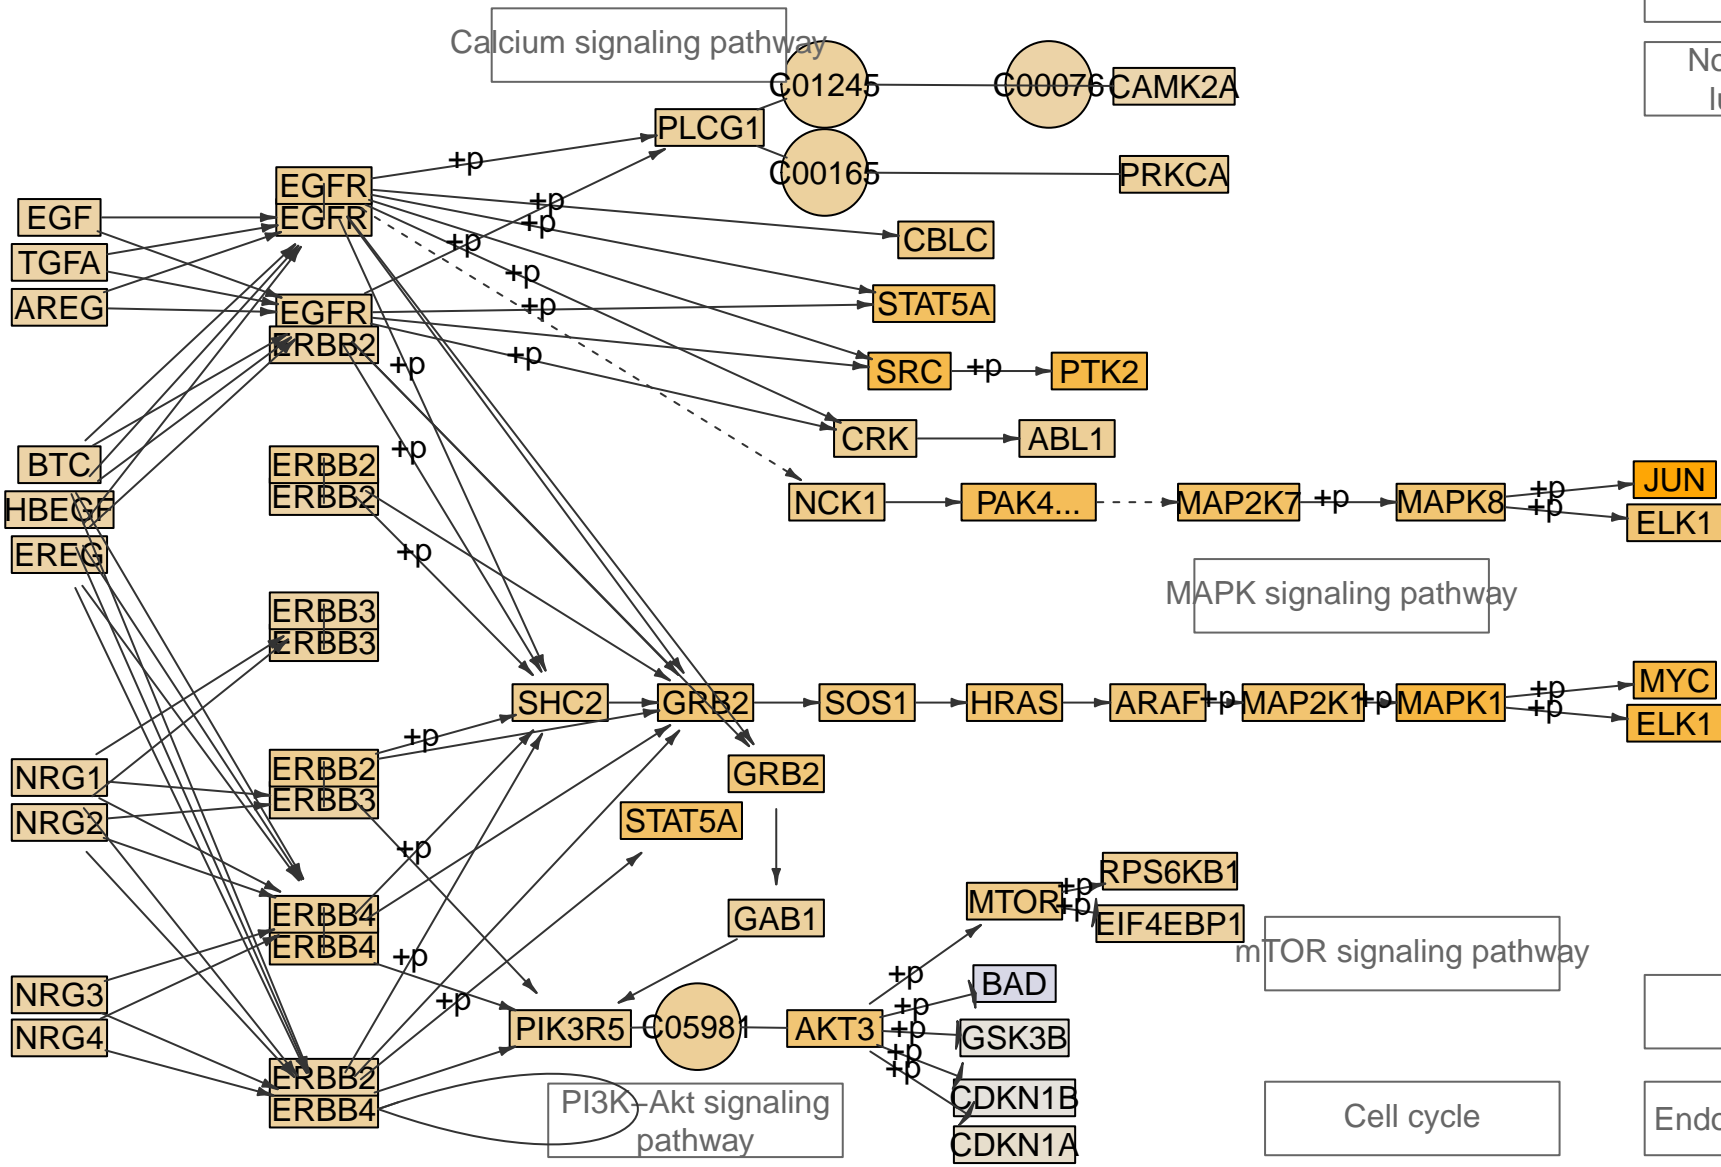 Calcium signaling pathway
No
lu
C01245
C00076
CAMK2A
PLCG1
C00165
PRKCA
+p
EGFR
EGF
EGFR
+p
+p
CBLC
TGFA
+p
+p
AREG
EGFR
+p
STAT5A
ERBB2
+p
+p
SRC
+p
PTK2
CRK
ABL1
BTC
ERBB2
+p
ERBB2
HBEGF
NCK1
PAK4...
MAP2K7
+p
MAPK8
+p
+p
JUN
ELK1
EREG
+p
MAPK signaling pathway
ERBB3
ERBB3
SHC2
GRB2
SOS1
HRAS
ARAF
+p
MAP2K1
+p
MAPK1
+p
+p
MYC
ELK1
+p
NRG1
ERBB2
ERBB3
GRB2
NRG2
STAT5A
+p
ERBB4
ERBB4
GAB1
MTOR
+p
+p
RPS6KB1
EIF4EBP1
mTOR signaling pathway
+p
+p
BAD
NRG3
+p
+p
PIK3R5
C05981
AKT3
+p
GSK3B
NRG4
+p
+p
ERBB2
ERBB4
CDKN1B
CDKN1A
PI3K–Akt signaling
pathway
Cell cycle
Endo